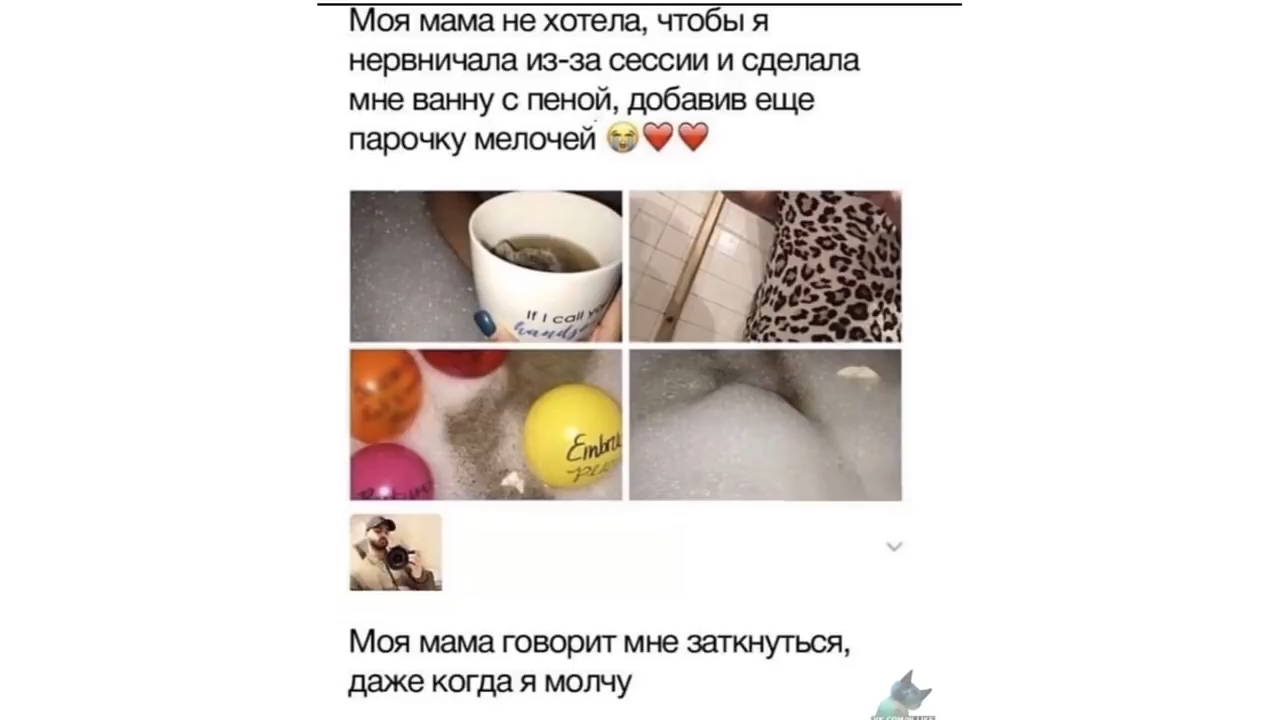 Моя мама не хотела, чтобы я
нервничала из-за сессии и сделала
мне ванну с пеной, добавив еще
парочку мелочей 😭❤️❤️
If I call
Моя мама говорит мне заткнуться,
даже когда я молчу